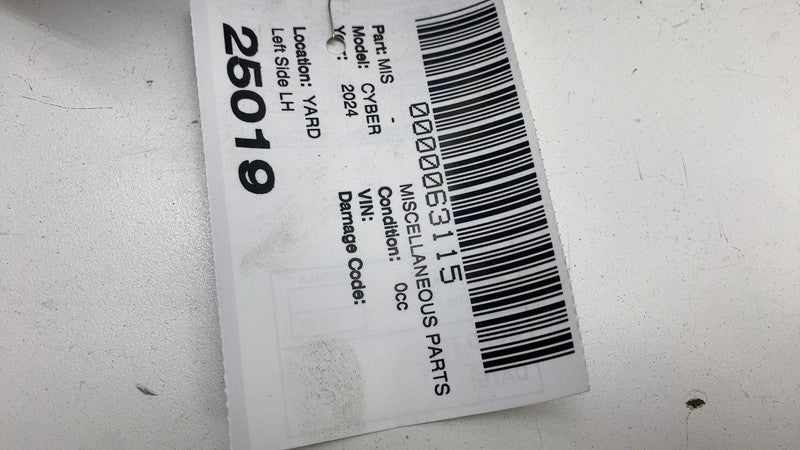 0000063115
Part: MIS - MISCELLANEOUS PARTS
Model: CYBER Condition: 0cc
Year: 2024 VIN:
Damage Code:
Location: YARD
Left Side LH
25019